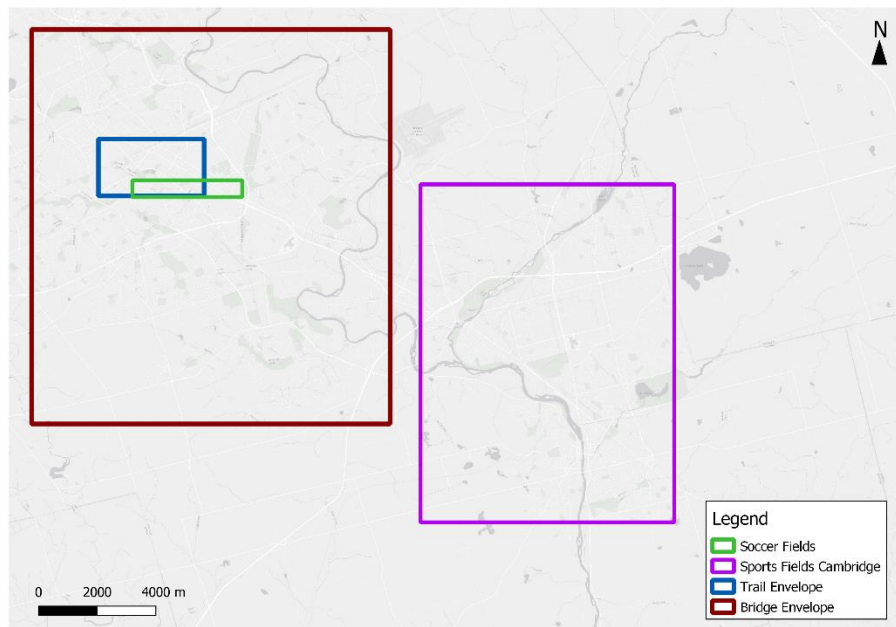 N
Legend
Soccer Fields
Sports Fields Cambridge
Trail Envelope
Bridge Envelope
0 2000 4000 m